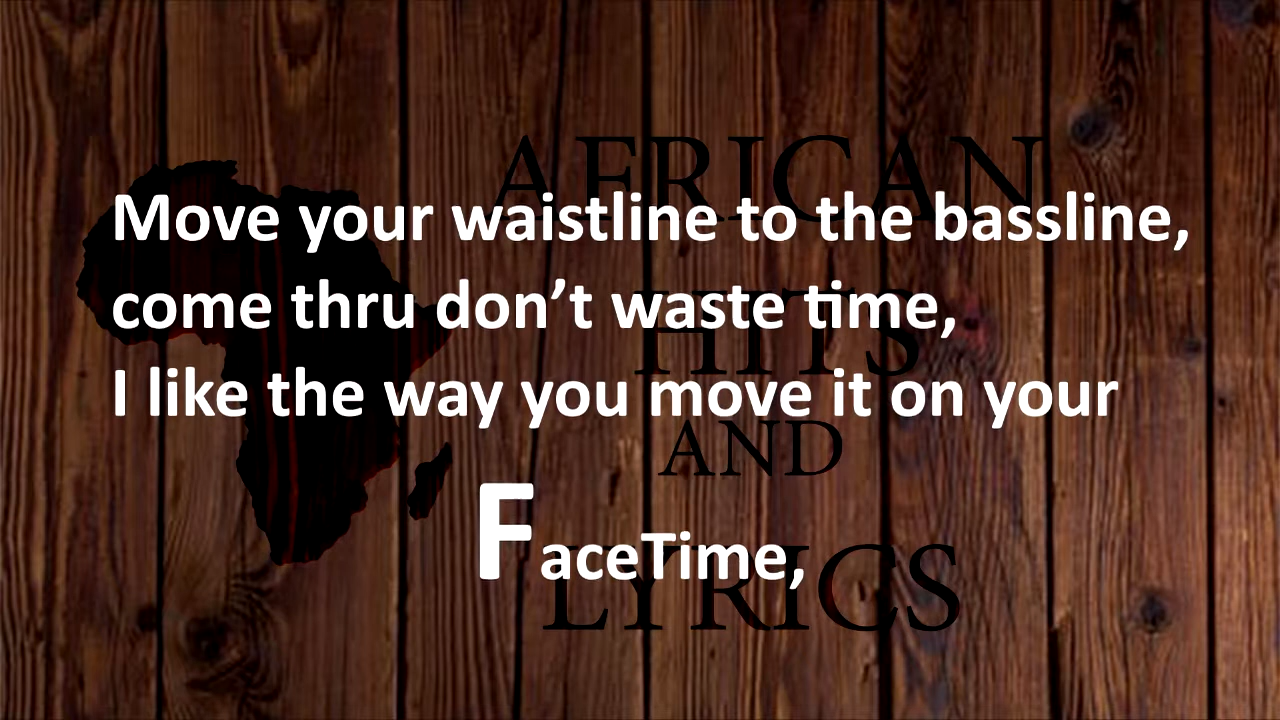 AFRICAN
HITS
AND
LYRICS
Move your waistline to the bassline,
come thru don’t waste time,
I like the way you move it on your
FaceTime,